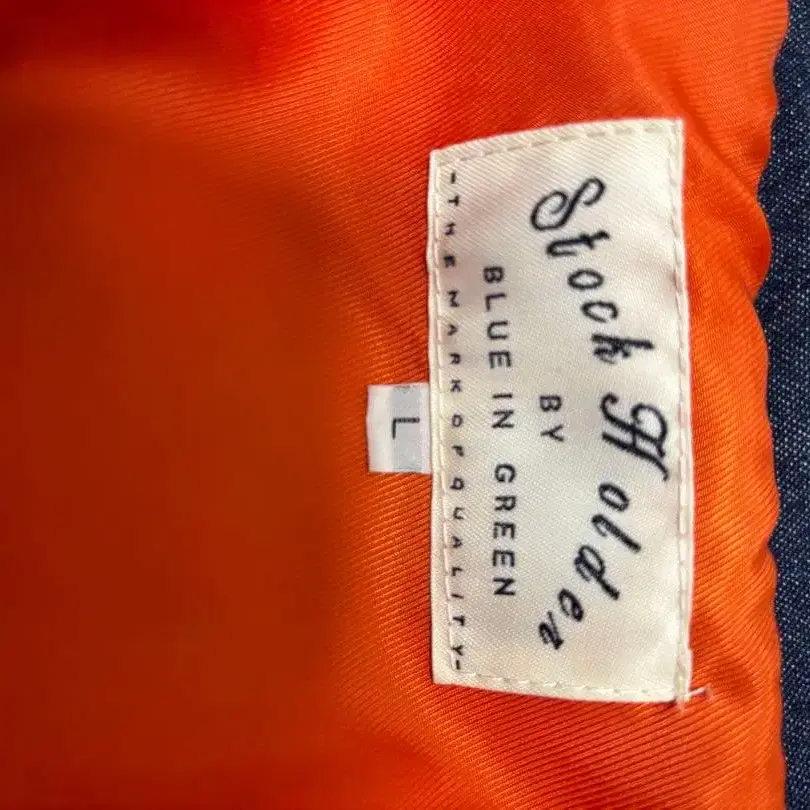 Stock Holder
BY
BLUE IN GREEN
-THE MARK OF QUALITY-
L